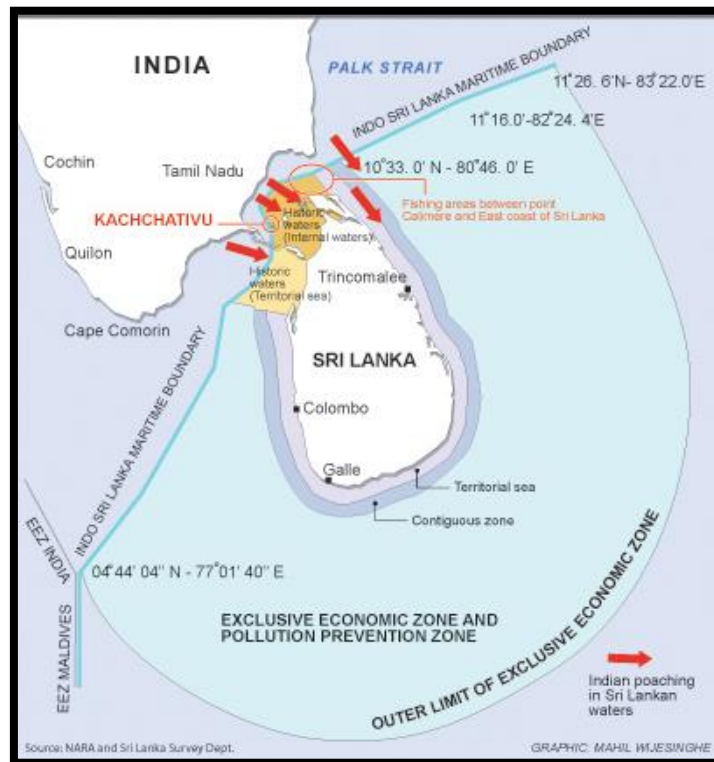 INDIA
PALK STRAIT
INDO SRI LANKA MARITIME BOUNDARY
11°26. 6'N- 83°22.0'E
11°16.0'-82°24. 4'E
10°33. 0' N - 80°46. 0' E
Cochin
Tamil Nadu
Fishing areas between point
Calimere and East coast of Sri Lanka
KACHCHATIVU
Historic
waters
(Internal waters)
Quilon
Historic
waters
(Territorial sea)
Trincomalee
Cape Comorin
SRI LANKA
Colombo
Galle
Territorial sea
Contiguous zone
INDO SRI LANKA MARITIME BOUNDARY
EEZ INDIA
04°44' 04" N - 77°01' 40" E
EEZ MALDIVES
EXCLUSIVE ECONOMIC ZONE AND
POLLUTION PREVENTION ZONE
OUTER LIMIT OF EXCLUSIVE ECONOMIC ZONE
Indian poaching
in Sri Lankan
waters
Source: NARA and Sri Lanka Survey Dept.
GRAPHIC: MAHIL WIJESINGHE